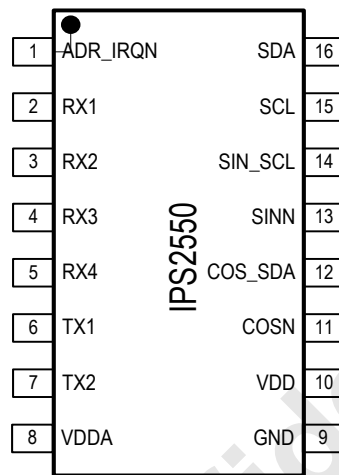 1 ADR_IRQN SDA 16
2 RX1 SCL 15
3 RX2 SIN_SCL 14
4 RX3 SINN 13
IPS2550
5 RX4 COS_SDA 12
6 TX1 COSN 11
7 TX2 VDD 10
8 VDDA GND 9